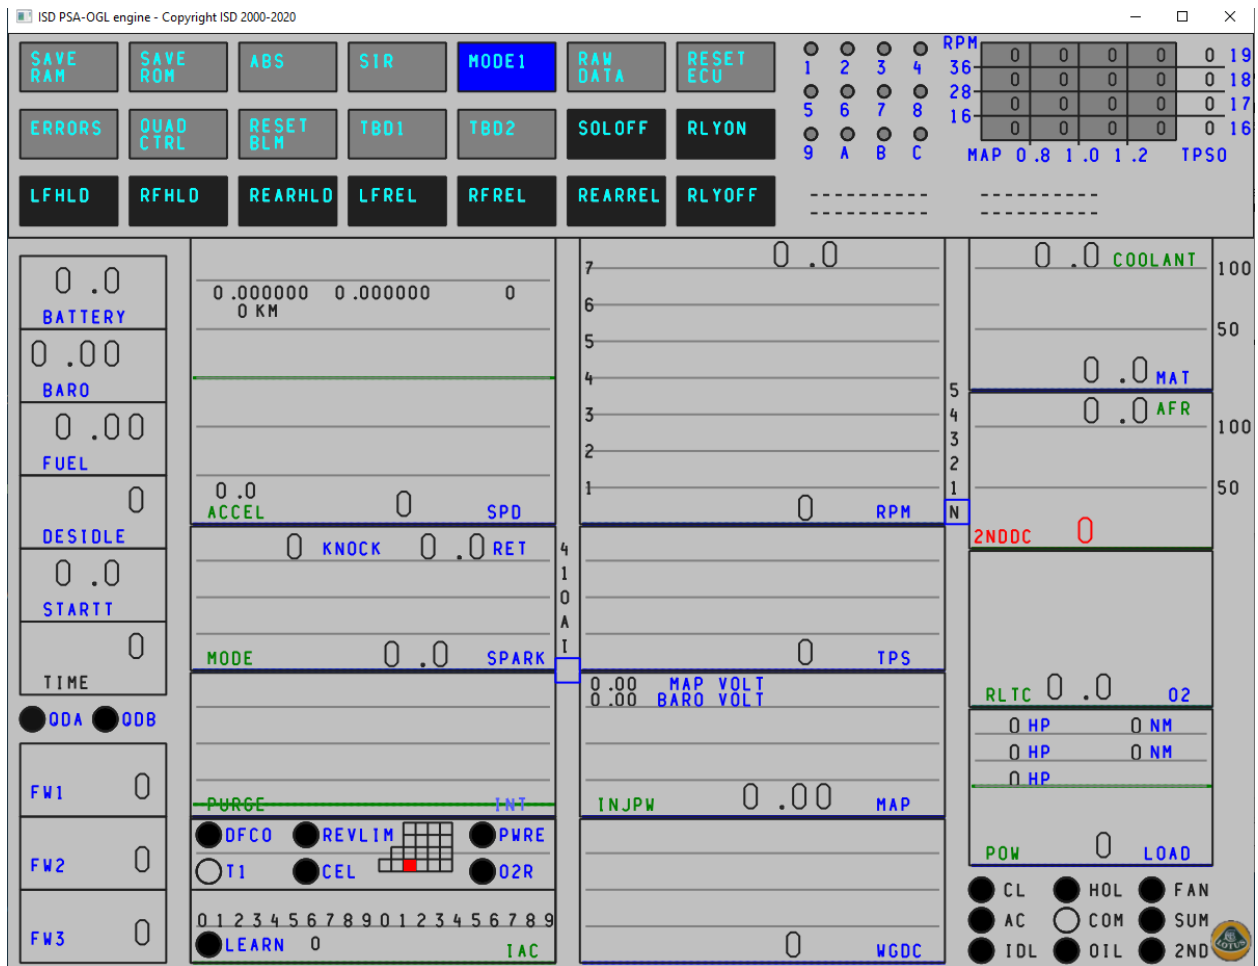 ISD PSA-OGL engine - Copyright ISD 2000-2020
SAVE RAM
SAVE ROM
ABS
SIR
MODE1
RAW DATA
RESET ECU
ERRORS
QUAD CTRL
RESET BLM
TBD1
TBD2
SOLOFF
RLYON
LFHLD
RFHLD
REARHLD
LFREL
RFREL
REARREL
RLYOFF
1 2 3 4
5 6 7 8
9 A B C
RPM
0 0 0 0 0 19
36
0 0 0 0 0 18
28
0 0 0 0 0 17
16
0 0 0 0 0 16
MAP 0.8 1.0 1.2 TPS0
------------ ------------
------------ ------------
0.0
BATTERY
0.00
BARO
0.00
FUEL
0
DESIDLE
0.0
STARTT
0
TIME
QDA QDB
FW1 0
FW2 0
FW3 0
0.000000 0.000000 0
0 KM
0.0
ACCEL 0 SPD
0 KNOCK 0.0 RET
MODE 0.0 SPARK
PURGE INT
DFCO REVLIM PWRE
T1 CEL O2R
0 1 2 3 4 5 6 7 8 9 0 1 2 3 4 5 6 7 8 9
LEARN 0 IAC
4
1
0
A
I
0.0
7
6
5
4
3
2
1
0 RPM
0 TPS
0.00 MAP VOLT
0.00 BARO VOLT
INJPW 0.00 MAP
0 WGDC
5
4
3
2
1
N
0.0 COOLANT
100
50
0.0 MAT
0.0 AFR
100
50
2NDDC 0
RLTC 0.0 O2
0 HP 0 NM
0 HP 0 NM
0 HP
POW 0 LOAD
CL HOL FAN
AC COM SUM
IDL OIL 2ND
LOTUS